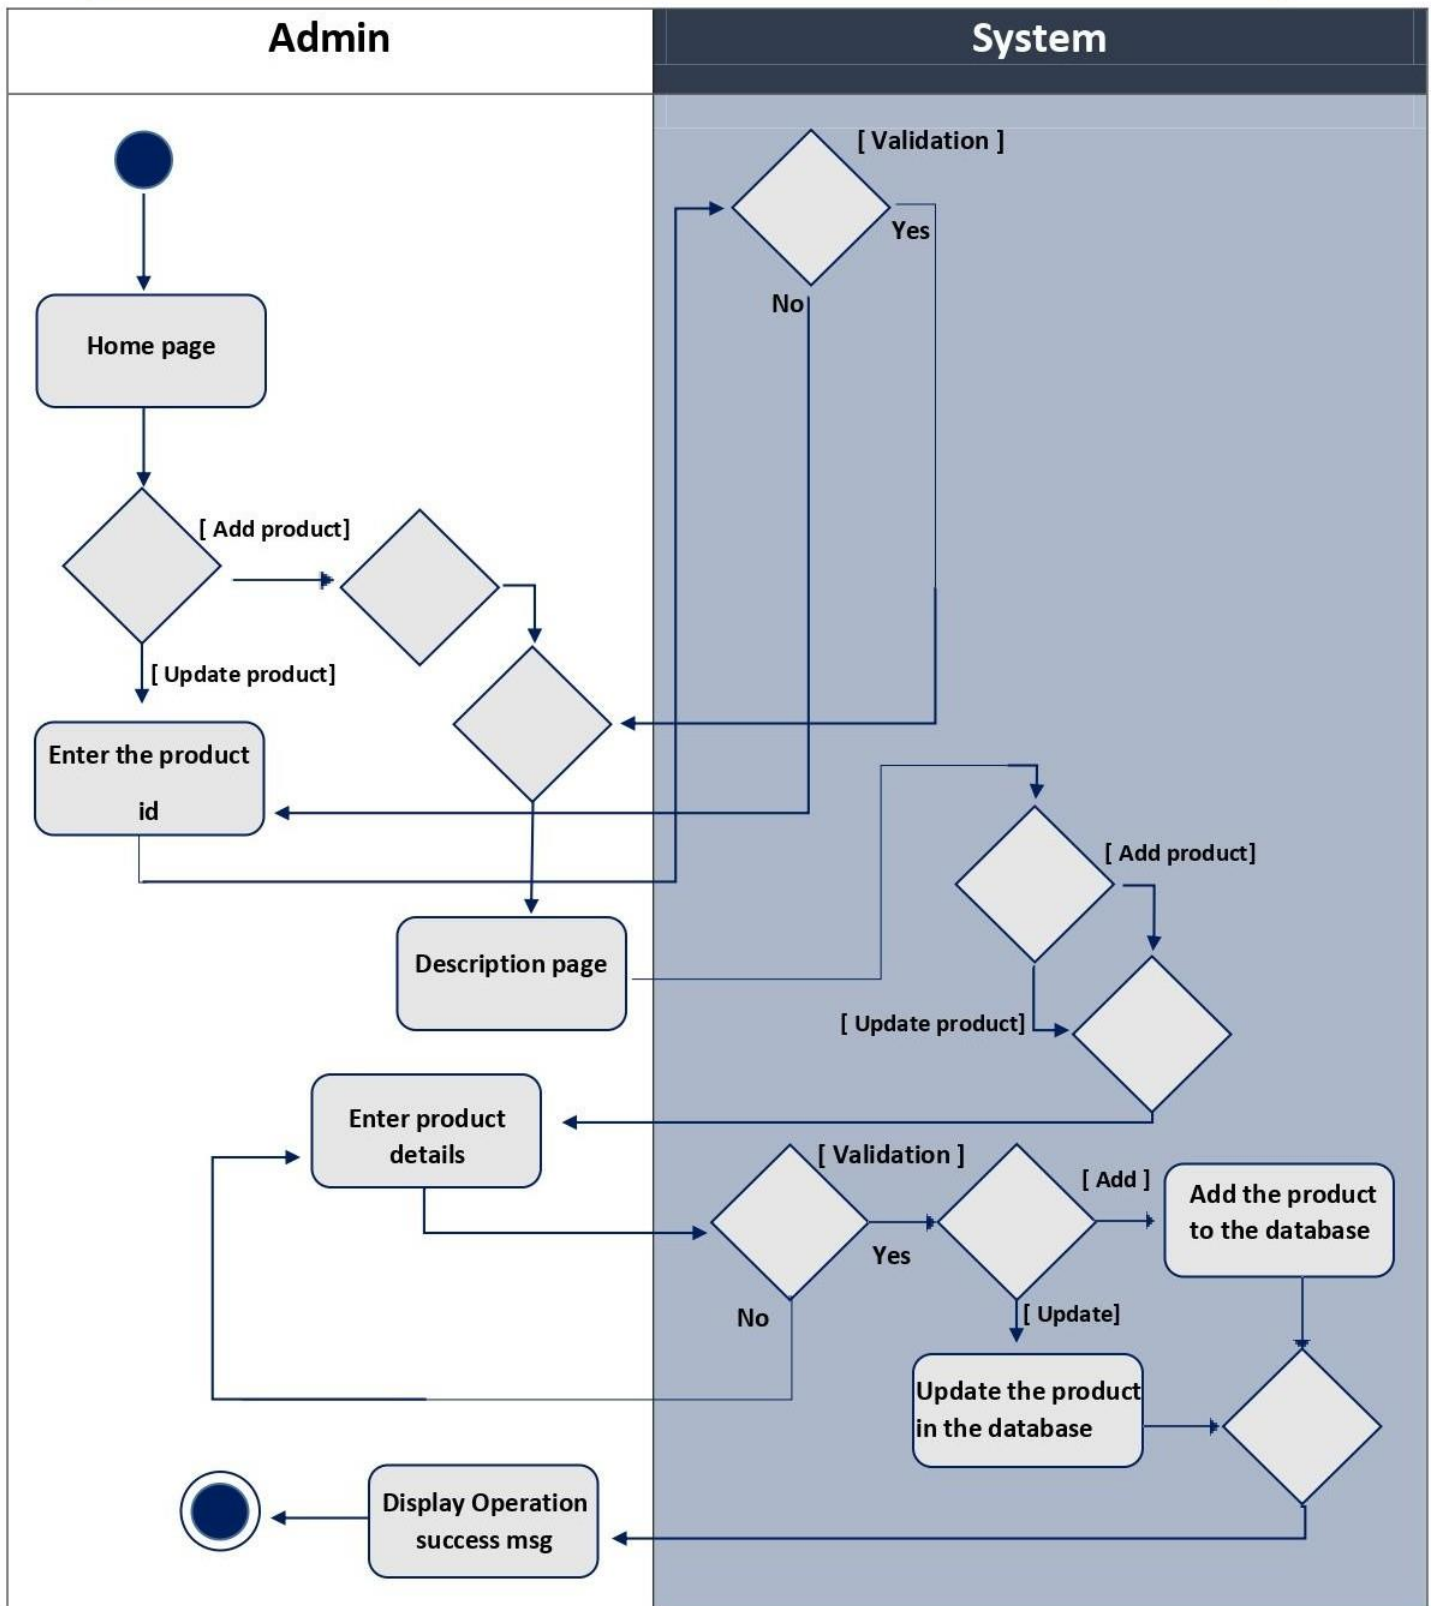 Admin
System
[ Validation ]
Yes
No
Home page
[ Add product]
[ Update product]
Enter the product
id
[ Add product]
Description page
[ Update product]
Enter product
details
[ Validation ]
[ Add ]
Add the product
to the database
Yes
No
[ Update]
Update the product
in the database
Display Operation
success msg